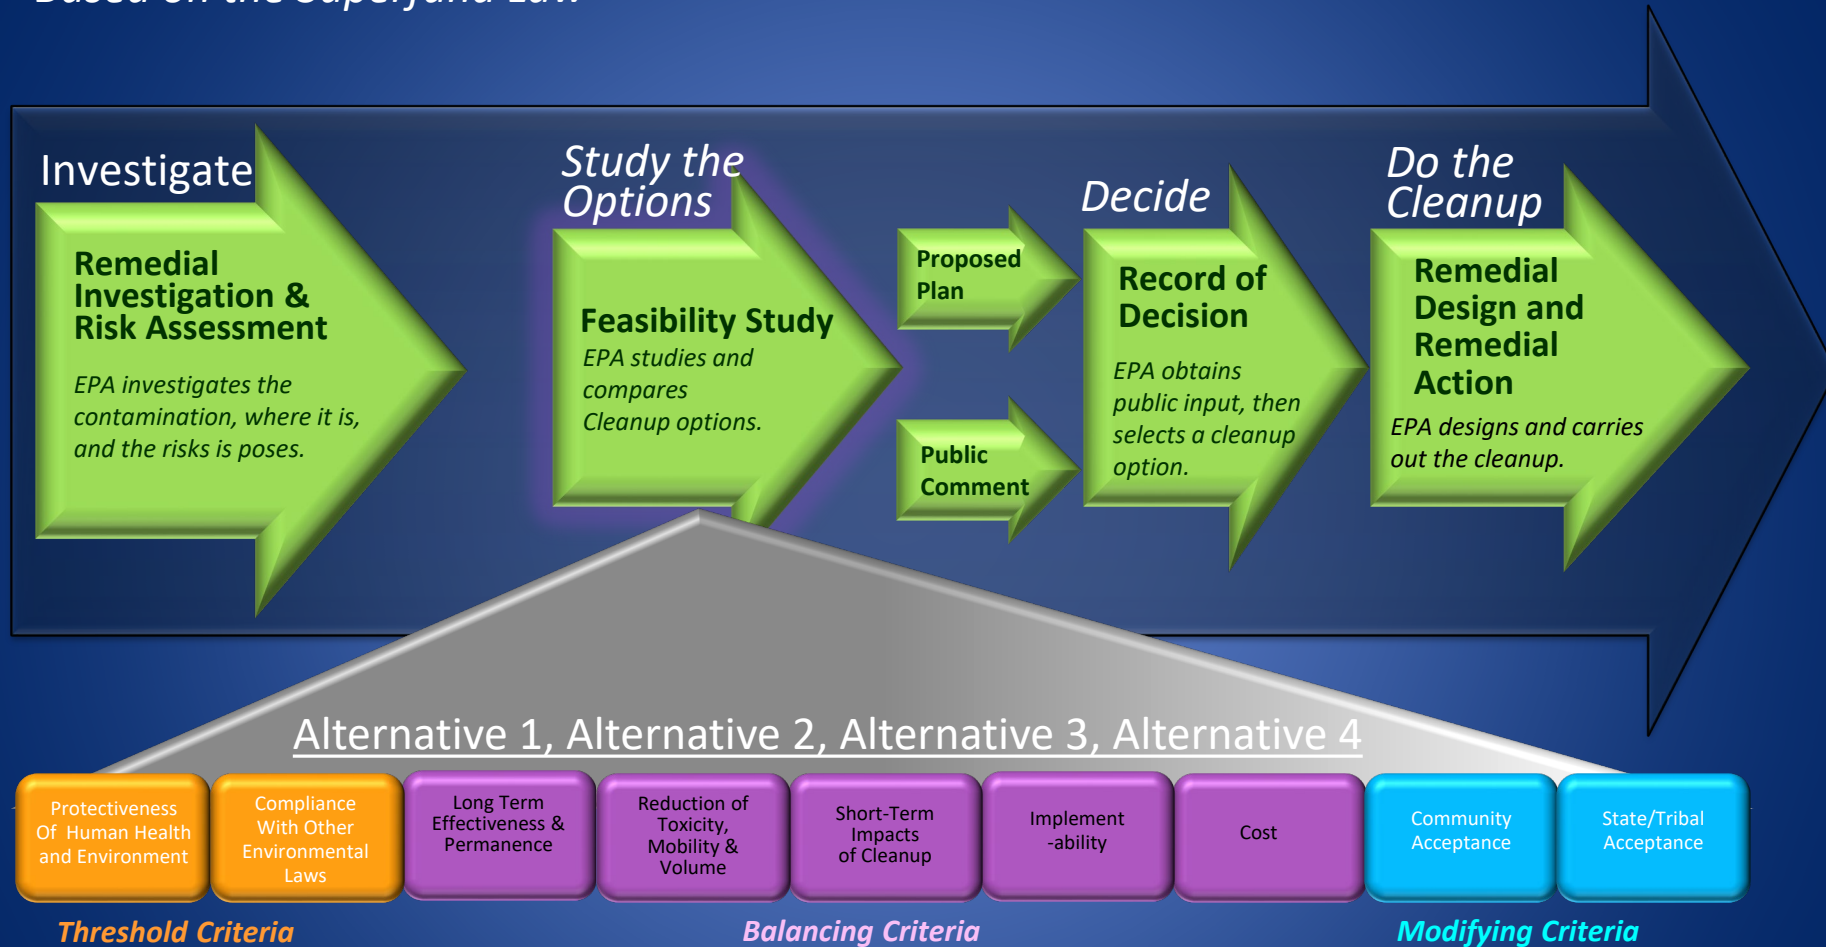 Based on the Superfund Law
Investigate
Remedial
Investigation &
Risk Assessment
EPA investigates the
contamination, where it is,
and the risks is poses.
Study the
Options
Feasibility Study
EPA studies and
compares
Cleanup options.
Proposed
Plan
Public
Comment
Decide
Record of
Decision
EPA obtains
public input, then
selects a cleanup
option.
Do the
Cleanup
Remedial
Design and
Remedial
Action
EPA designs and carries
out the cleanup.
Alternative 1, Alternative 2, Alternative 3, Alternative 4
Protectiveness
Of Human Health
and Environment
Compliance
With Other
Environmental
Laws
Long Term
Effectiveness &
Permanence
Reduction of
Toxicity,
Mobility &
Volume
Short-Term
Impacts
of Cleanup
Implement
-ability
Cost
Community
Acceptance
State/Tribal
Acceptance
Threshold Criteria
Balancing Criteria
Modifying Criteria